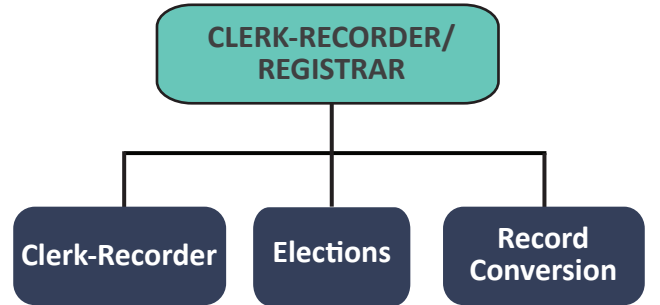 CLERK-RECORDER/
REGISTRAR
Clerk-Recorder
Elections
Record
Conversion